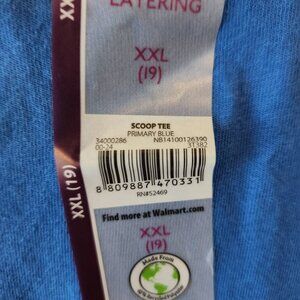 LAYERING
XX
XXL
(19)
SCOOP TEE
PRIMARY BLUE
34000286 NB14100126390
00-24 31382
8 809887 470331
RN#52469
XXL (19)
Find more at Walmart.com
XXL
(19)
Made From